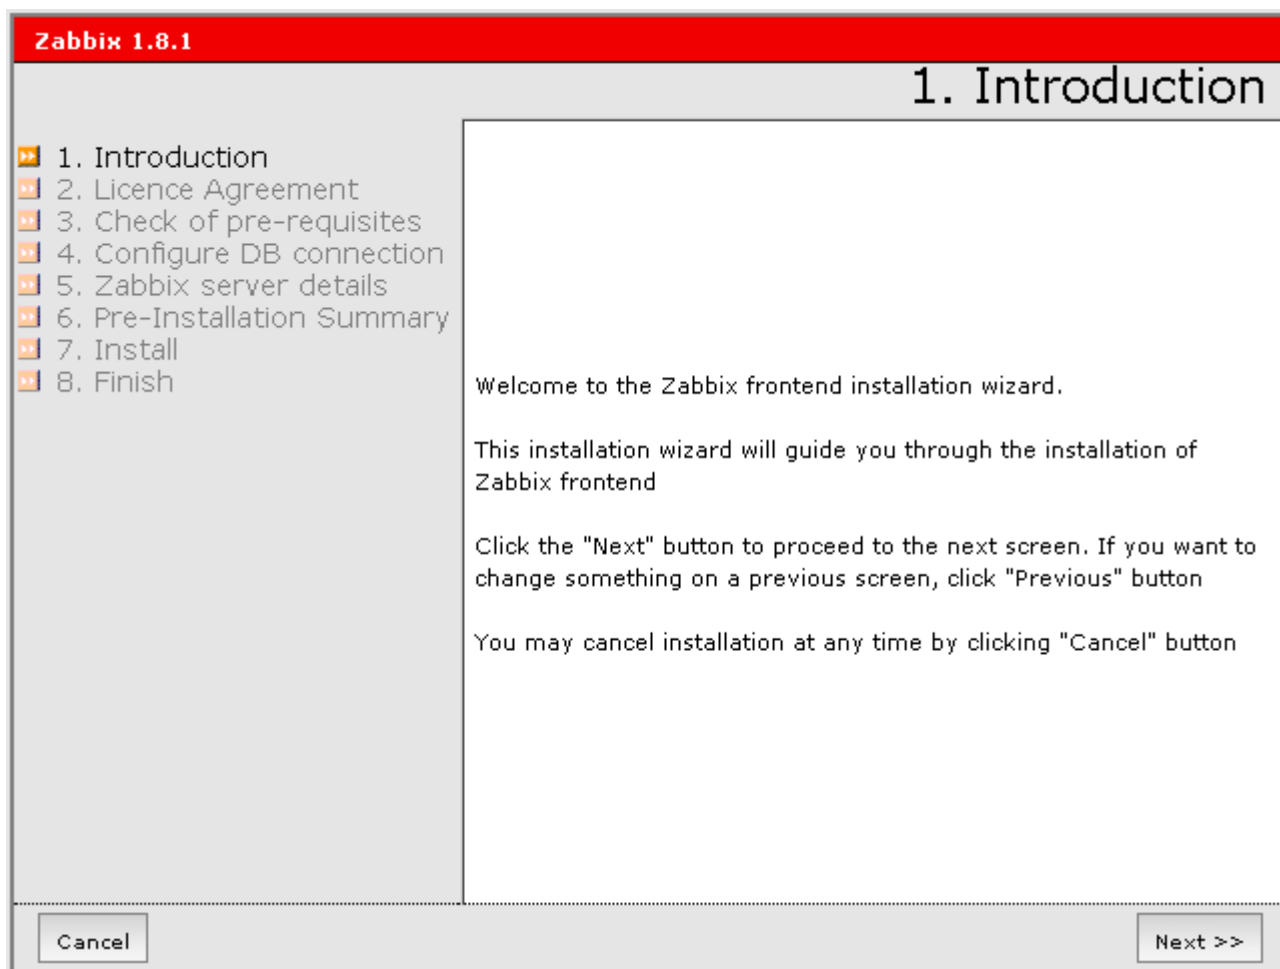 Zabbix 1.8.1
1. Introduction
1. Introduction
2. Licence Agreement
3. Check of pre-requisites
4. Configure DB connection
5. Zabbix server details
6. Pre-Installation Summary
7. Install
8. Finish
Welcome to the Zabbix frontend installation wizard.
This installation wizard will guide you through the installation of
Zabbix frontend
Click the "Next" button to proceed to the next screen. If you want to
change something on a previous screen, click "Previous" button
You may cancel installation at any time by clicking "Cancel" button
Cancel
Next >>